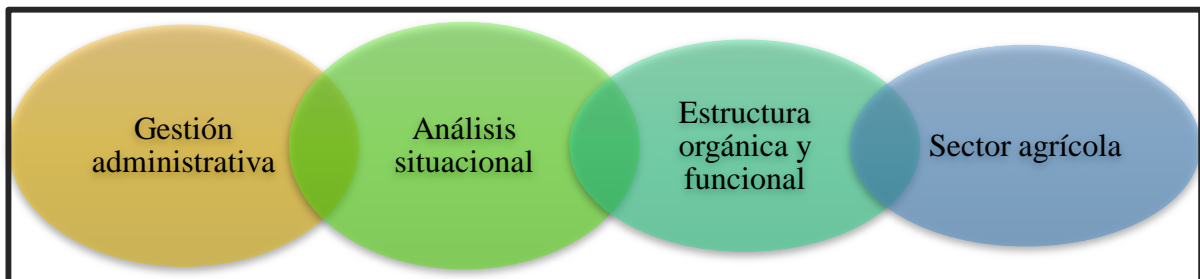 Gestión
administrativa
Análisis
situacional
Estructura
orgánica y
funcional
Sector agrícola